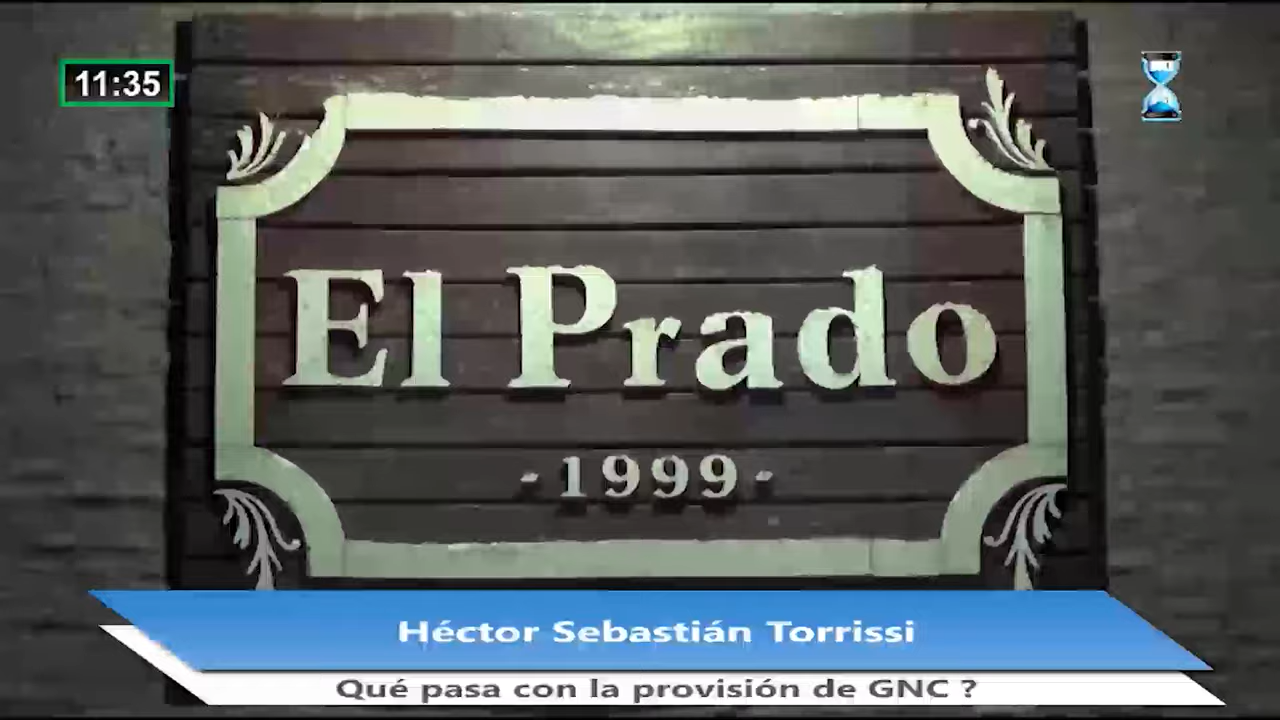 11:35
El Prado
- 1999 -
Héctor Sebastián Torrissi
Qué pasa con la provisión de GNC ?